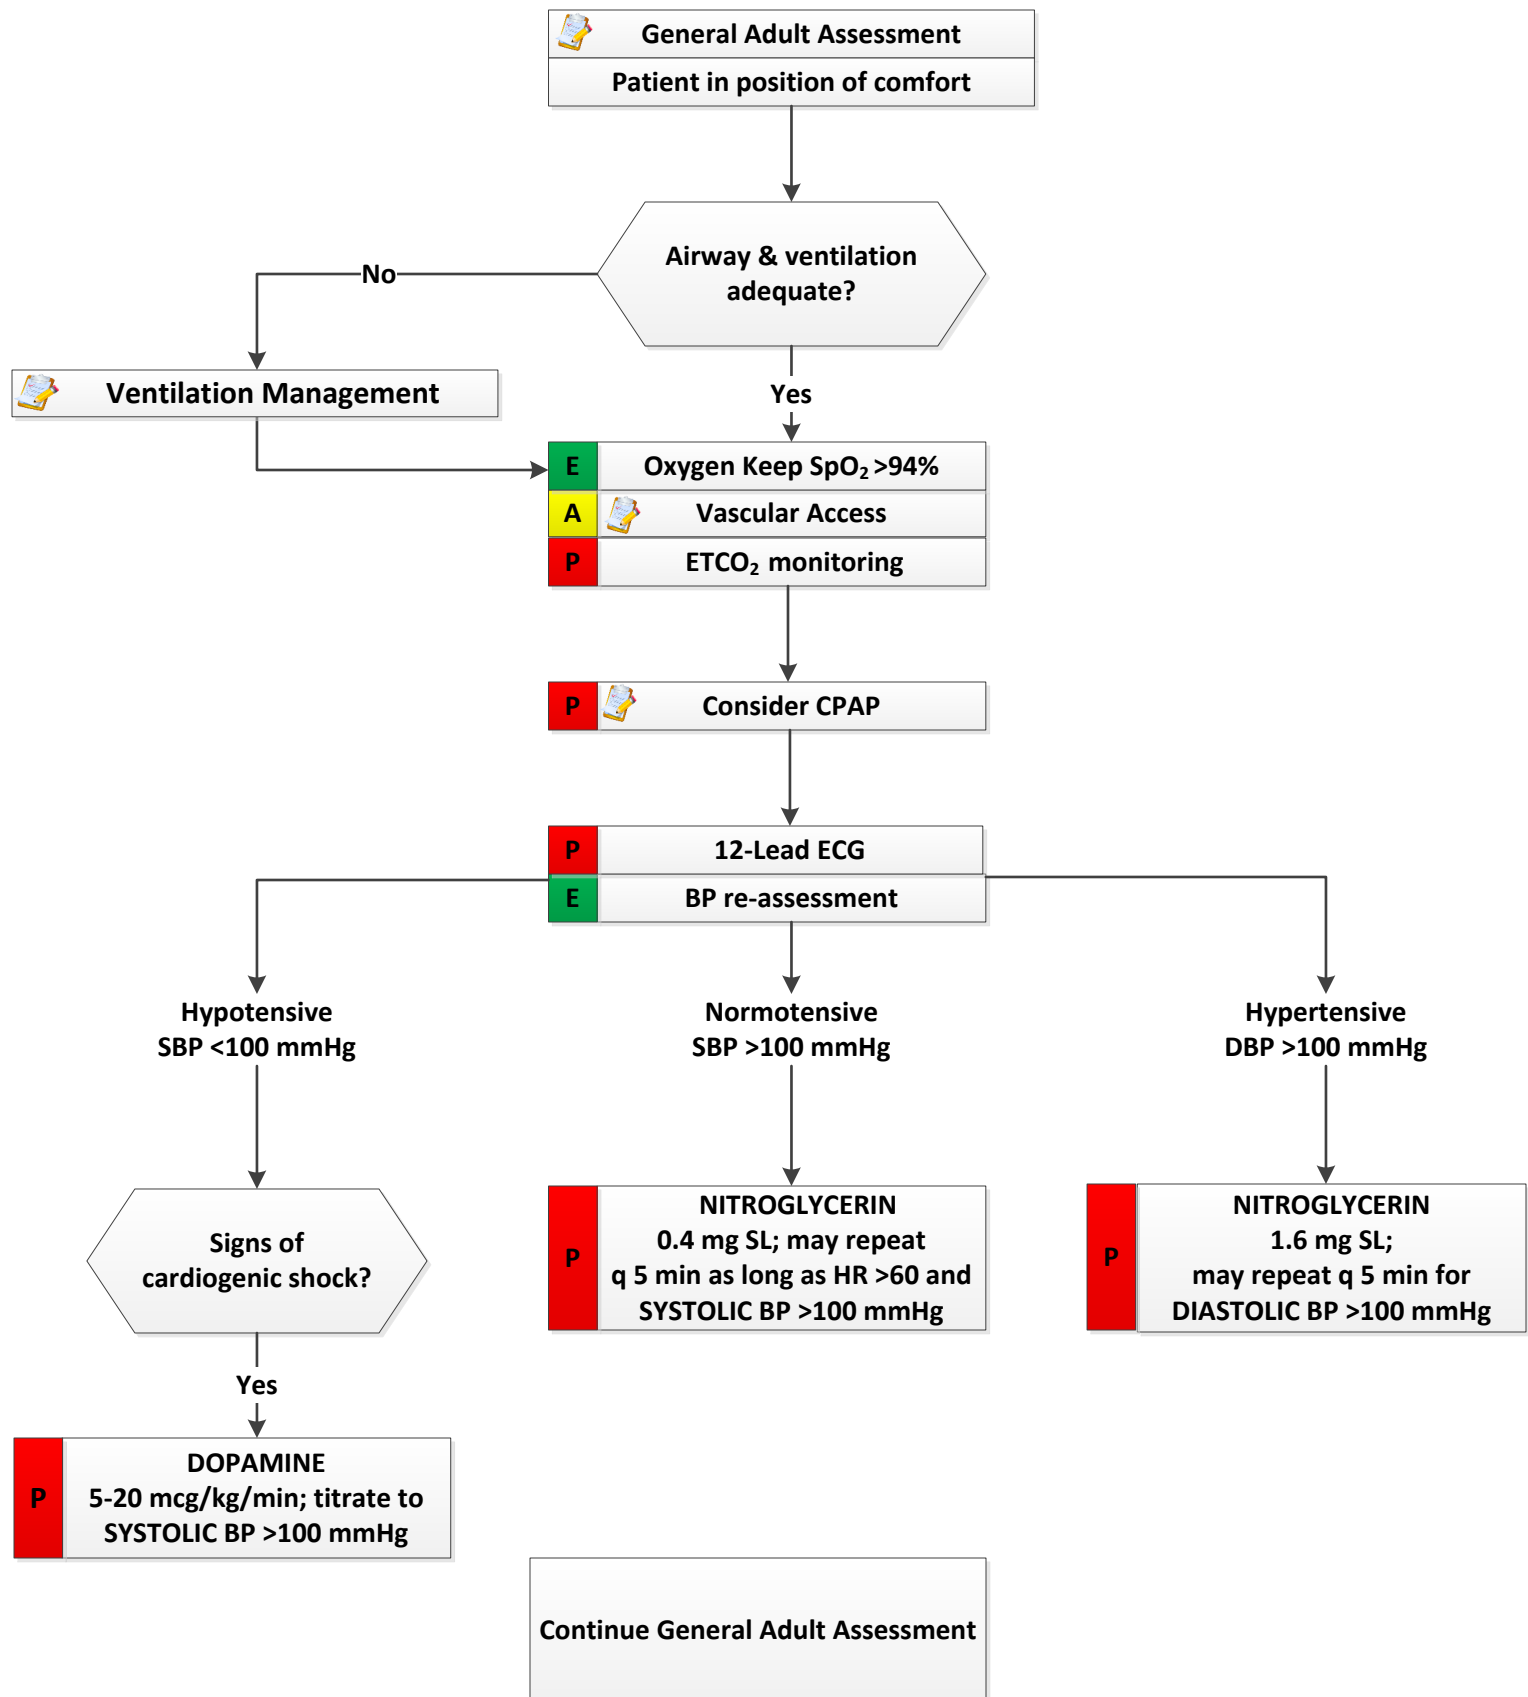 General Adult Assessment
Patient in position of comfort
Airway & ventilation
adequate?
No
Yes
Ventilation Management
E
Oxygen Keep SpO₂ >94%
A
Vascular Access
P
ETCO₂ monitoring
P
Consider CPAP
P
12-Lead ECG
E
BP re-assessment
Hypotensive
SBP <100 mmHg
Normotensive
SBP >100 mmHg
Hypertensive
DBP >100 mmHg
Signs of
cardiogenic shock?
P
NITROGLYCERIN
0.4 mg SL; may repeat
q 5 min as long as HR >60 and
SYSTOLIC BP >100 mmHg
P
NITROGLYCERIN
1.6 mg SL;
may repeat q 5 min for
DIASTOLIC BP >100 mmHg
Yes
P
DOPAMINE
5-20 mcg/kg/min; titrate to
SYSTOLIC BP >100 mmHg
Continue General Adult Assessment